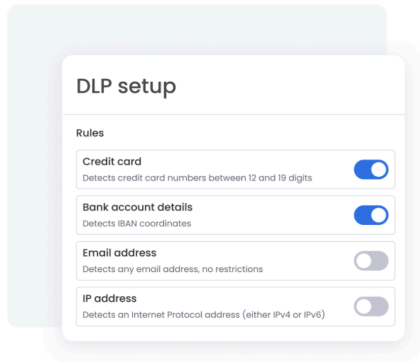 DLP setup
Rules
Credit card
Detects credit card numbers between 12 and 19 digits
Bank account details
Detects IBAN coordinates
Email address
Detects any email address, no restrictions
IP address
Detects an Internet Protocol address (either IPv4 or IPv6)